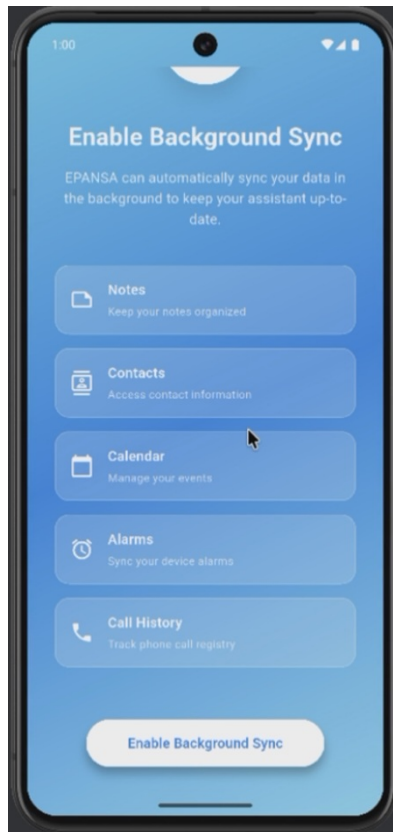 1:00
Enable Background Sync
EPANSA can automatically sync your data in
the background to keep your assistant up-to-
date.
Notes
Keep your notes organized
Contacts
Access contact information
Calendar
Manage your events
Alarms
Sync your device alarms
Call History
Track phone call registry
Enable Background Sync